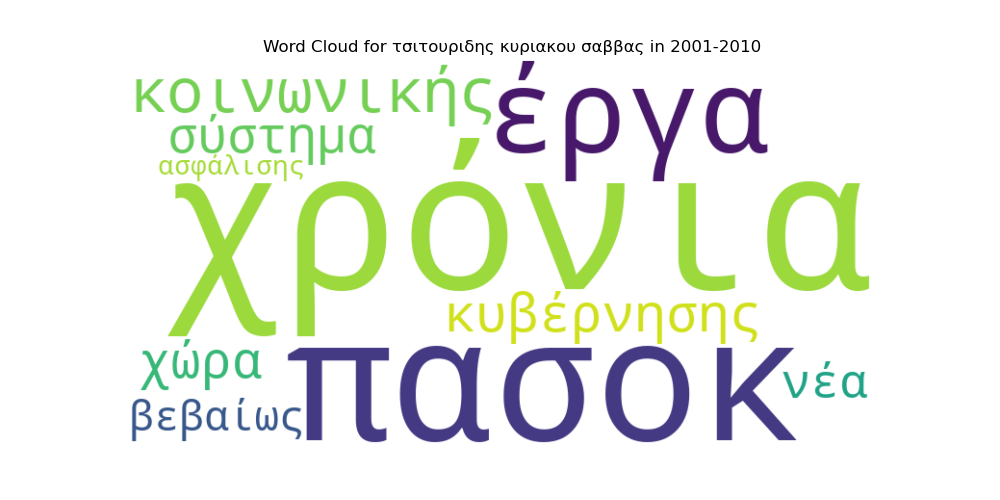 Word Cloud for τσιτουριδης κυριακου σαββας in 2001-2010
κοινωνικής
έργα
σύστημα
ασφάλισης
χρόνια
κυβέρνησης
χώρα
πασοκ
νέα
βεβαίως